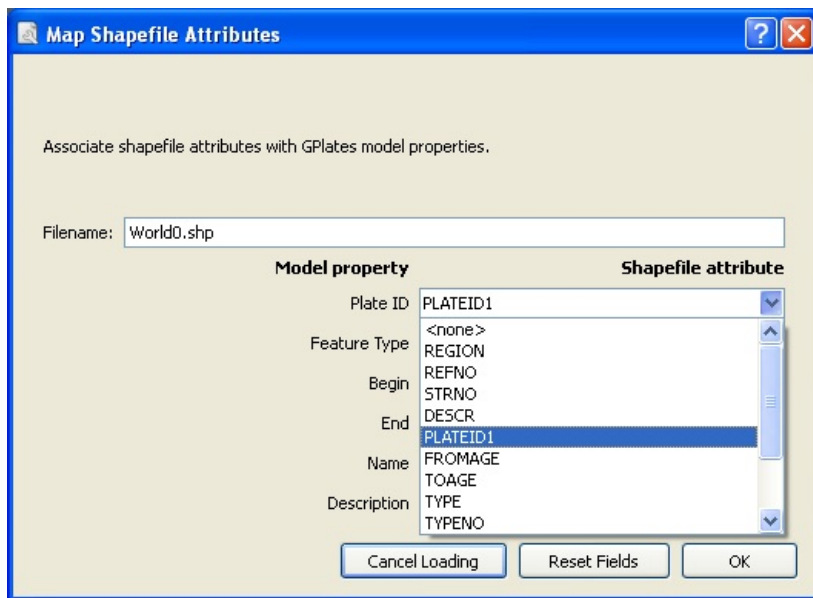 Map Shapefile Attributes
Associate shapefile attributes with GPlates model properties.
Filename: World0.shp
Model property Shapefile attribute
Plate ID PLATEID1
<none>
Feature Type
REGION
REFNO
Begin
STRNO
DESCR
End
PLATEID1
Name
FROMAGE
TOAGE
Description
TYPE
TYPENO
Cancel Loading Reset Fields OK